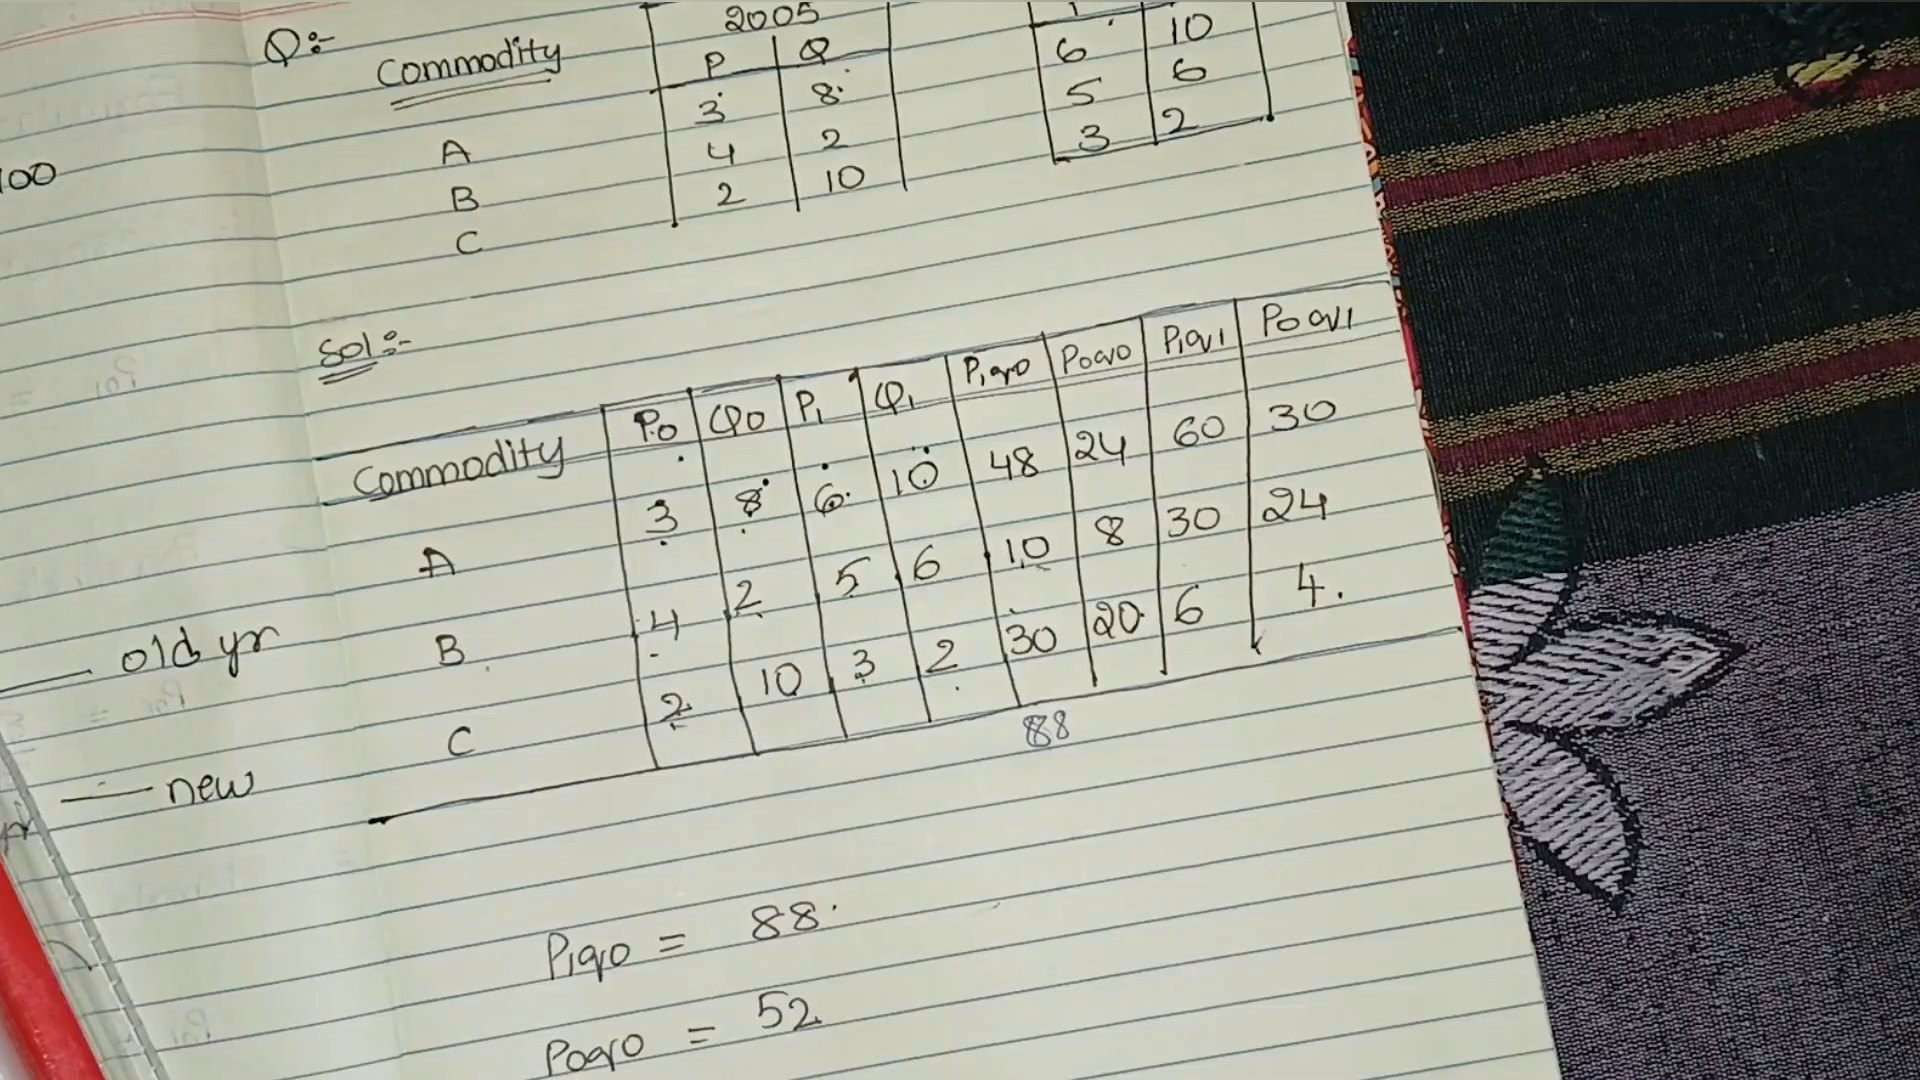 Q:- Commodity 2005
P Q
A 3 8 6 10
B 4 2 5 6
C 2 10 3 2
100
Sol:-
Commodity P0 Q0 P1 Q1 P1q0 P0q0 P1q1 P0q1
A 3 8 6 10 48 24 60 30
B 4 2 5 6 10 8 30 24
C 2 10 3 2 30 20 6 4.
88
old yr
new
P1q0 = 88.
P0q0 = 52